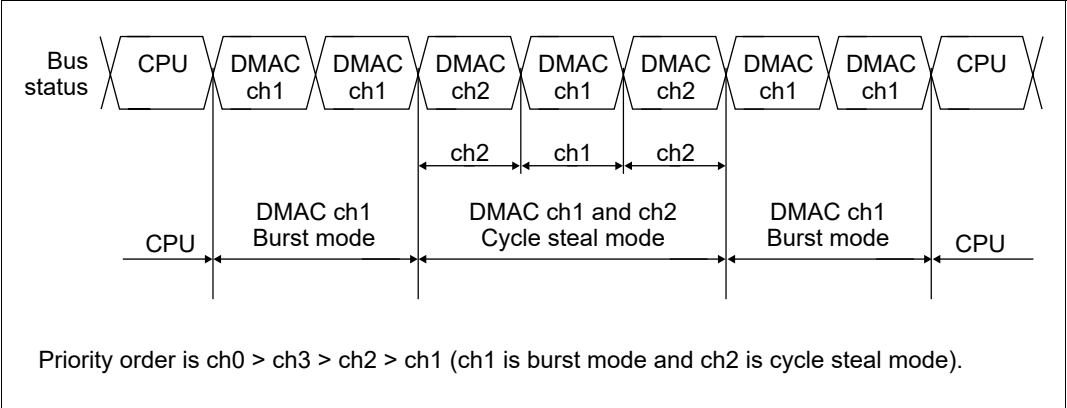 Bus
status
CPU
DMAC
ch1
DMAC
ch1
DMAC
ch2
DMAC
ch1
DMAC
ch2
DMAC
ch1
DMAC
ch1
CPU
ch2
ch1
ch2
CPU
DMAC ch1
Burst mode
DMAC ch1 and ch2
Cycle steal mode
DMAC ch1
Burst mode
CPU
Priority order is ch0 > ch3 > ch2 > ch1 (ch1 is burst mode and ch2 is cycle steal mode).